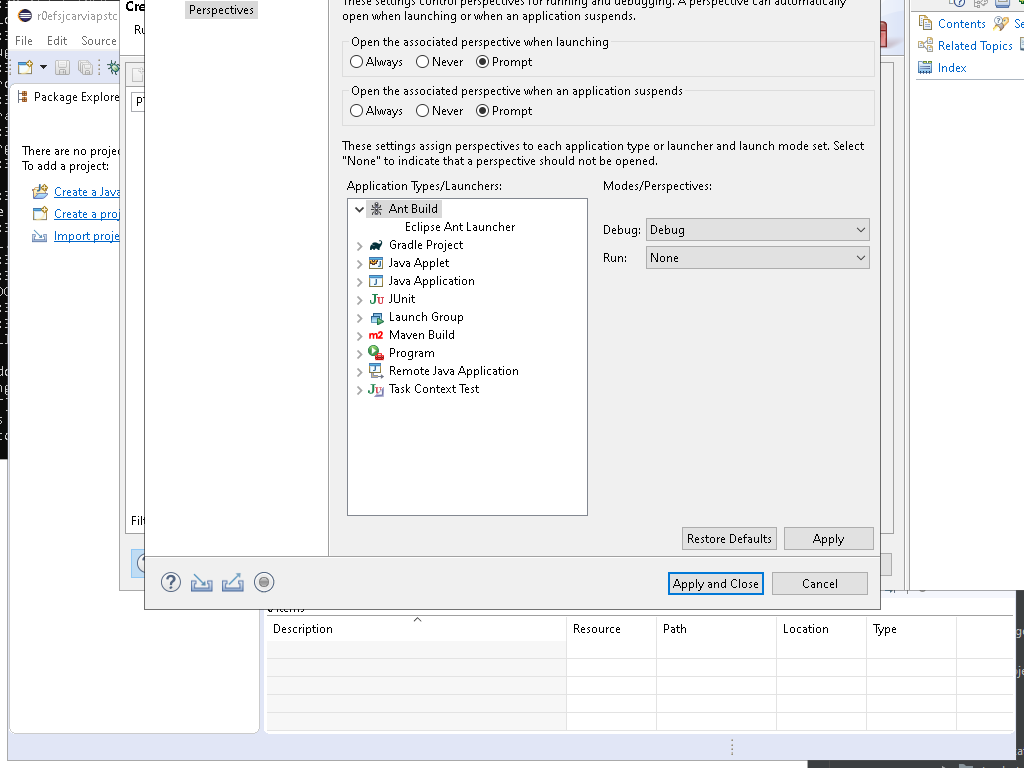 These settings control perspectives for running and debugging. A perspective can automatically
open when launching or when an application suspends.
Perspectives
Cre
r0efsjcarviapstc
Ru
File Edit Source
Open the associated perspective when launching
Always Never Prompt
Open the associated perspective when an application suspends
Always Never Prompt
Contents Se
Related Topics
Index
Package Explore
There are no projec
To add a project:
Create a Java
Create a proj
Import proje
These settings assign perspectives to each application type or launcher and launch mode set. Select
"None" to indicate that a perspective should not be opened.
Application Types/Launchers:
Modes/Perspectives:
Ant Build
Eclipse Ant Launcher
Gradle Project
Java Applet
Java Application
JUnit
Launch Group
Maven Build
Program
Remote Java Application
Task Context Test
Debug: Debug
Run: None
Filt
Restore Defaults Apply
Apply and Close Cancel
Description Resource Path Location Type